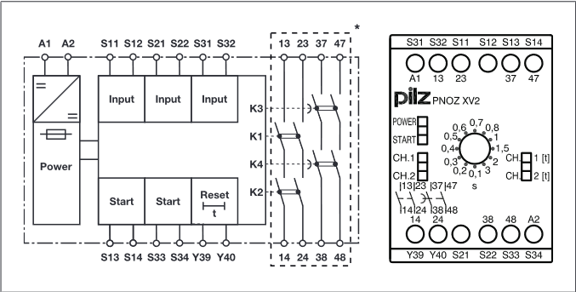 *
A1 A2 S11 S12 S21 S22 S31 S32 13 23 37 47
Input Input Input
K3
K1
Power
K4
K2
Start Start Reset
t
S13 S14 S33 S34 Y39 Y40 14 24 38 48
S31 S32 S11 S12 S13 S14
A1 13 23 37 47
pilz PNOZ XV2
POWER
START
CH.1
CH.2
0,1 0,2 0,3 0,4 0,5 0,6 0,7 0,8 1 1,5 2 3
s
CH. 1 [t]
CH. 2 [t]
13 23 37 47
14 24 38 48
14 24 38 48 A2
Y39 Y40 S21 S22 S33 S34